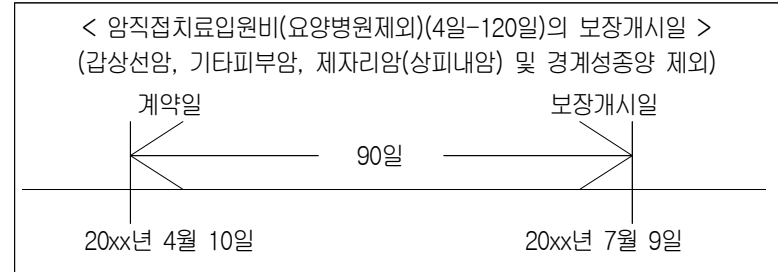 < 암직접치료입원비(요양병원제외)(4일-120일)의 보장개시일 >
(갑상선암, 기타피부암, 제자리암(상피내암) 및 경계성종양 제외)
계약일 보장개시일
90일
20xx년 4월 10일 20xx년 7월 9일